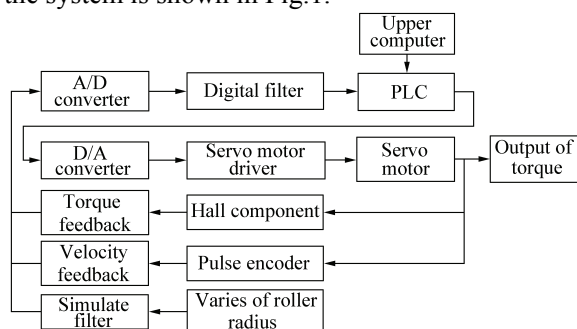 the system is shown in Fig.1.
Upper
computer
A/D
converter
Digital filter
PLC
D/A
converter
Servo motor
driver
Servo
motor
Output of
torque
Torque
feedback
Hall component
Velocity
feedback
Pulse encoder
Simulate
filter
Varies of roller
radius